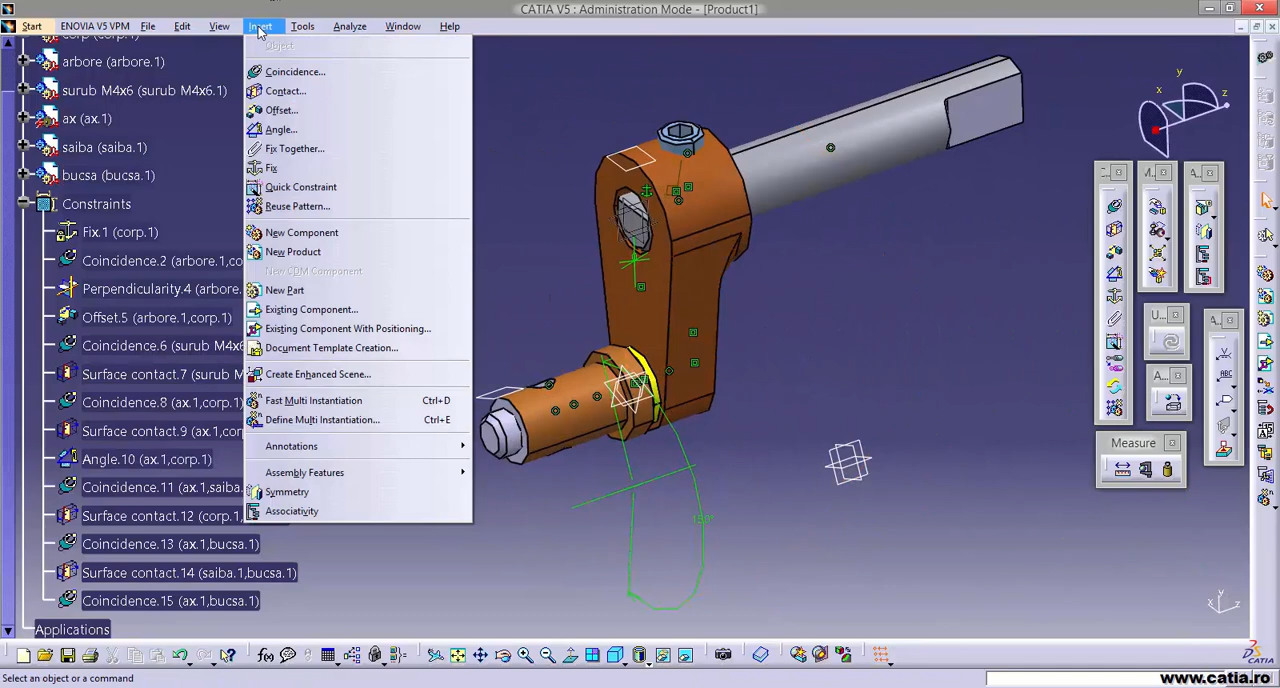 CATIA V5 : Administration Mode - [Product1]
Start ENOVIA V5 VPM File Edit View Insert Tools Analyze Window Help
arbore (arbore.1)
surub M4x6 (surub M4x6.1)
ax (ax.1)
saiba (saiba.1)
bucsa (bucsa.1)
Constraints
Fix.1 (corp.1)
Coincidence.2 (arbore.1,co
Perpendicularity.4 (arbore.
Offset.5 (arbore.1,corp.1)
Coincidence.6 (surub M4x6
Surface contact.7 (surub M
Coincidence.8 (ax.1,corp.1)
Surface contact.9 (ax.1,cor
Angle.10 (ax.1,corp.1)
Coincidence.11 (ax.1,saiba.
Surface contact.12 (corp.1,
Coincidence.13 (ax.1,bucsa.1)
Surface contact.14 (saiba.1,bucsa.1)
Coincidence.15 (ax.1,bucsa.1)
Applications
Object
Coincidence...
Contact...
Offset...
Angle...
Fix Together...
Fix
Quick Constraint
Reuse Pattern...
New Component
New Product
New CDM Component
New Part
Existing Component...
Existing Component With Positioning...
Document Template Creation...
Create Enhanced Scene...
Fast Multi Instantiation Ctrl+D
Define Multi Instantiation... Ctrl+E
Annotations
Assembly Features
Symmetry
Associativity
y
x
z
M...
A...
U...
A...
A...
Measure
ABC
f(x)
y
x z
DS CATIA
Select an object or a command
www.catia.ro